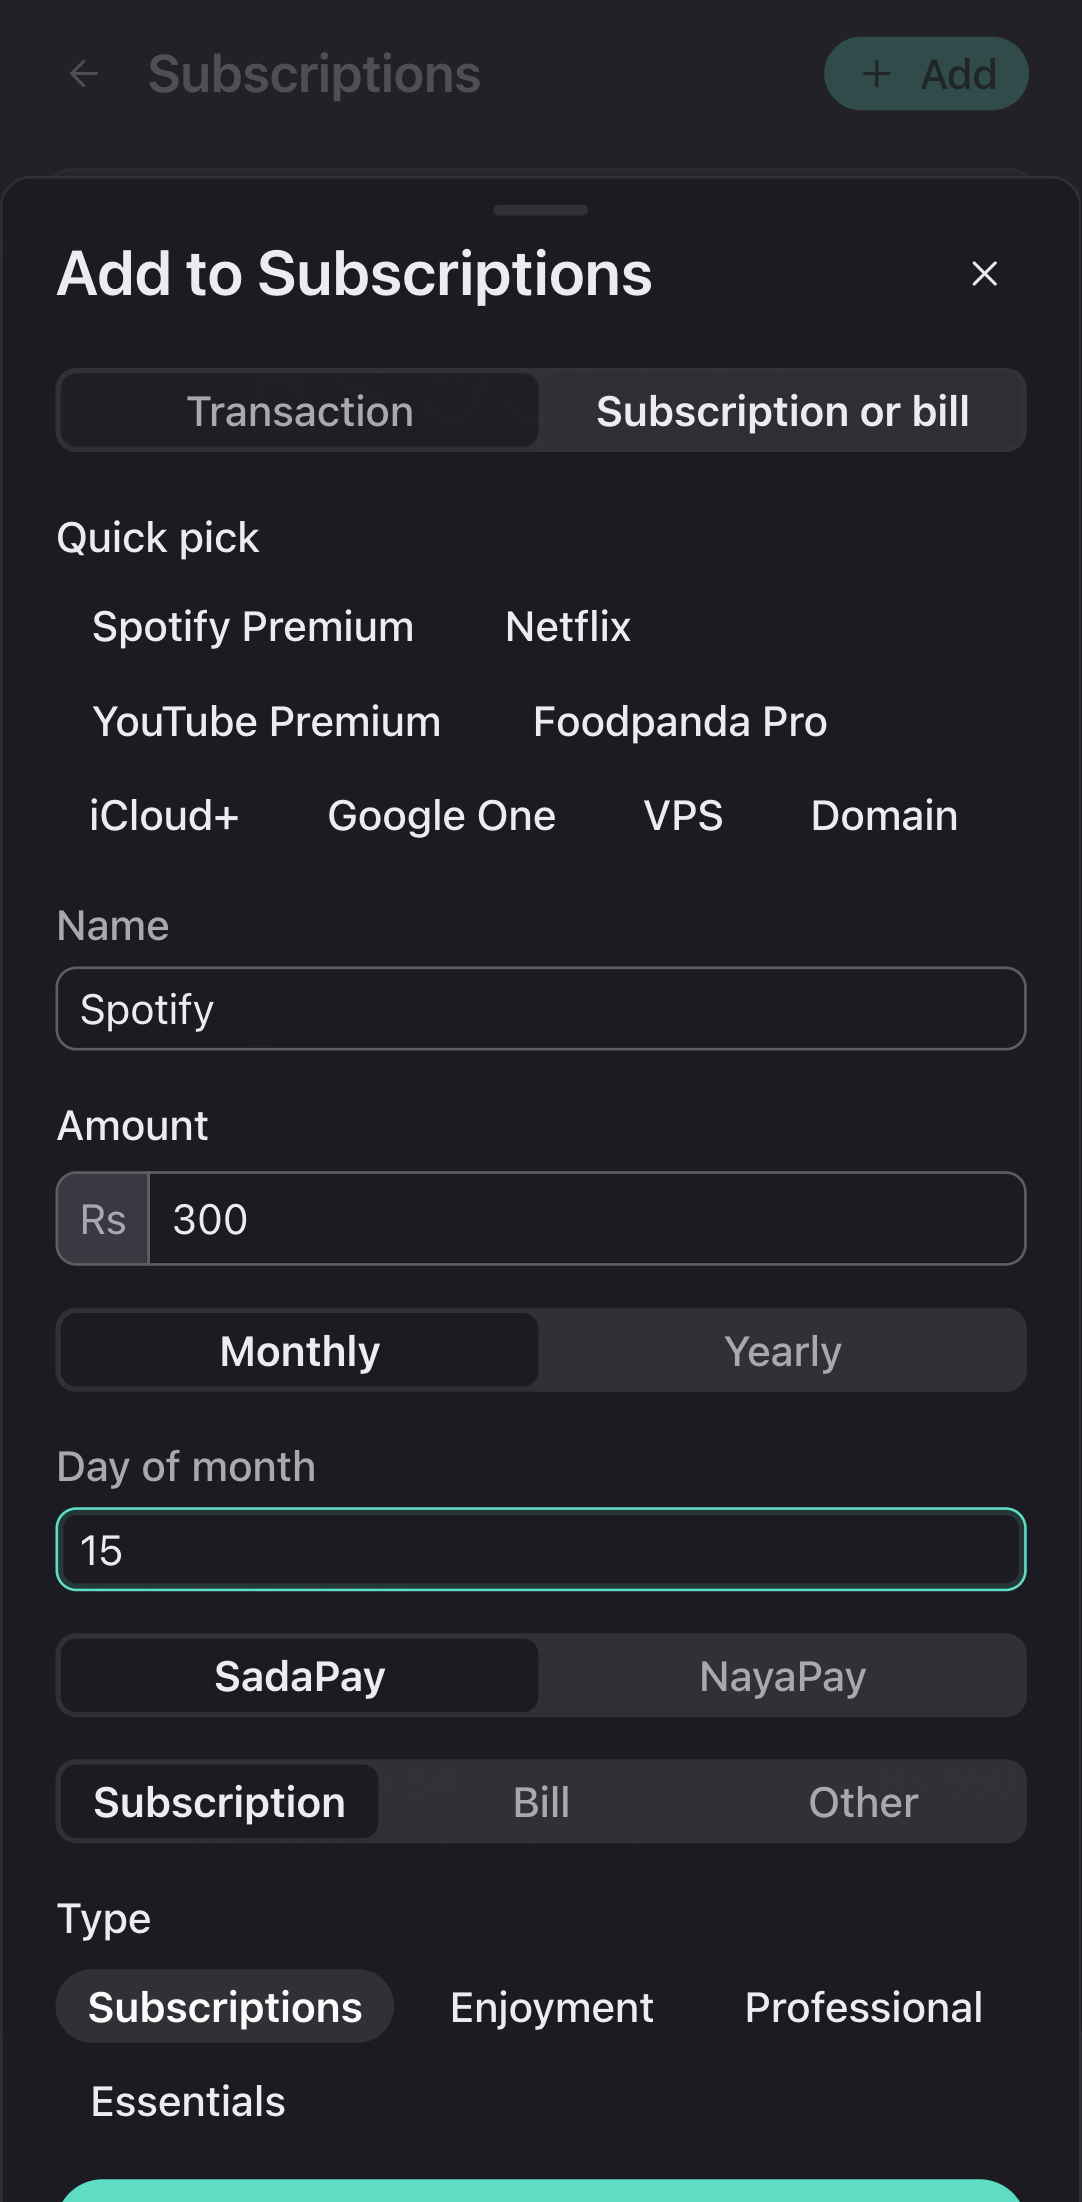 Subscriptions
+ Add
Add to Subscriptions
Transaction Subscription or bill
Quick pick
Spotify Premium Netflix
YouTube Premium Foodpanda Pro
iCloud+ Google One VPS Domain
Name
Spotify
Amount
Rs 300
Monthly Yearly
Day of month
15
SadaPay NayaPay
Subscription Bill Other
Type
Subscriptions Enjoyment Professional
Essentials